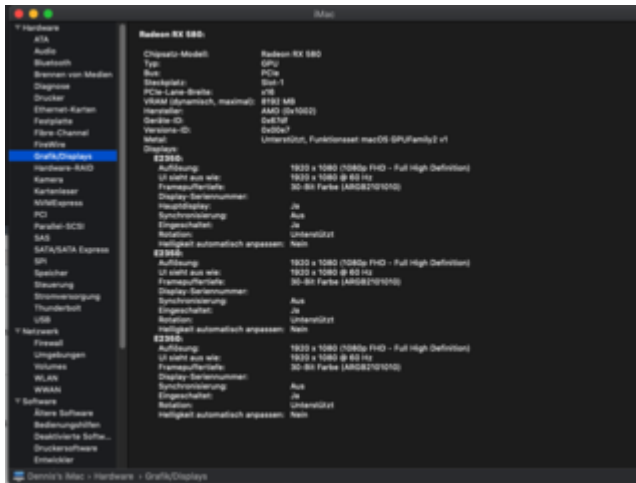 iMac
Hardware
ATA
Audio
Bluetooth
Brennen von Medien
Diagnose
Drucker
Ethernet-Karten
Festplatte
Fibre-Channel
FireWire
Grafik/Displays
Hardware-RAID
Kamera
Kartenleser
NVMExpress
PCI
Parallel-SCSI
SAS
SATA/SATA Express
SPI
Speicher
Steuerung
Stromversorgung
Thunderbolt
USB
Netzwerk
Firewall
Umgebungen
Volumes
WLAN
WWAN
Software
Ältere Software
Bedienungshilfen
Deaktivierte Softw...
Druckersoftware
Entwickler
Radeon RX 580:
Chipsatz-Modell: Radeon RX 580
Typ: GPU
Bus: PCIe
Steckplatz: Slot-1
PCIe-Lane-Breite: x16
VRAM (dynamisch, maximal): 8192 MB
Hersteller: AMD (0x1002)
Geräte-ID: 0x67df
Versions-ID: 0x00e7
Metal: Unterstützt, Funktionsset macOS GPUFamily2 v1
Displays:
E2350:
Auflösung: 1920 x 1080 (1080p FHD - Full High Definition)
UI sieht aus wie: 1920 x 1080 @ 60 Hz
Framepuffertiefe: 30-Bit Farbe (ARGB2101010)
Display-Seriennummer:
Hauptdisplay: Ja
Synchronisierung: Aus
Eingeschaltet: Ja
Rotation: Unterstützt
Helligkeit automatisch anpassen: Nein
E2350:
Auflösung: 1920 x 1080 (1080p FHD - Full High Definition)
UI sieht aus wie: 1920 x 1080 @ 60 Hz
Framepuffertiefe: 30-Bit Farbe (ARGB2101010)
Display-Seriennummer:
Synchronisierung: Aus
Eingeschaltet: Ja
Rotation: Unterstützt
Helligkeit automatisch anpassen: Nein
E2350:
Auflösung: 1920 x 1080 (1080p FHD - Full High Definition)
UI sieht aus wie: 1920 x 1080 @ 60 Hz
Framepuffertiefe: 30-Bit Farbe (ARGB2101010)
Display-Seriennummer:
Synchronisierung: Aus
Eingeschaltet: Ja
Rotation: Unterstützt
Helligkeit automatisch anpassen: Nein
Dennis's iMac › Hardware › Grafik/Displays